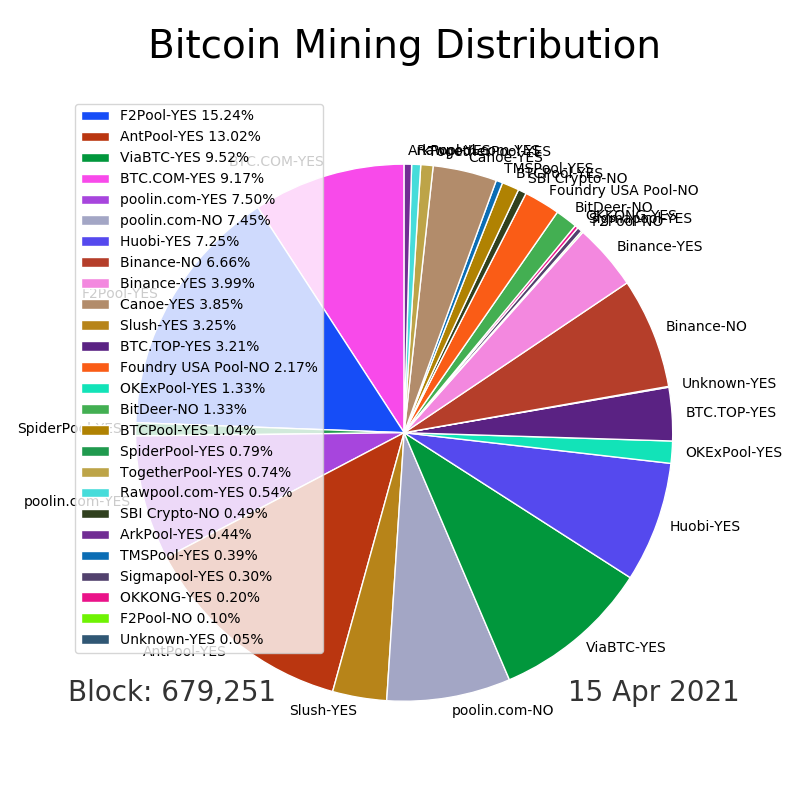 Bitcoin Mining Distribution
F2Pool-YES 15.24%
AntPool-YES 13.02%
ViaBTC-YES 9.52%
BTC.COM-YES 9.17%
poolin.com-YES 7.50%
poolin.com-NO 7.45%
Huobi-YES 7.25%
Binance-NO 6.66%
Binance-YES 3.99%
Canoe-YES 3.85%
Slush-YES 3.25%
BTC.TOP-YES 3.21%
Foundry USA Pool-NO 2.17%
OKExPool-YES 1.33%
BitDeer-NO 1.33%
BTCPool-YES 1.04%
SpiderPool-YES 0.79%
TogetherPool-YES 0.74%
Rawpool.com-YES 0.54%
SBI Crypto-NO 0.49%
ArkPool-YES 0.44%
TMSPool-YES 0.39%
Sigmapool-YES 0.30%
OKKONG-YES 0.20%
F2Pool-NO 0.10%
Unknown-YES 0.05%
ArkPool-YES
Rawpool.com-YES
TogetherPool-YES
Canoe-YES
TMSPool-YES
BTCPool-YES
SBI Crypto-NO
Foundry USA Pool-NO
BitDeer-NO
OKKONG-YES
Sigmapool-YES
F2Pool-NO
Binance-YES
Binance-NO
Unknown-YES
BTC.TOP-YES
OKExPool-YES
Huobi-YES
ViaBTC-YES
poolin.com-NO
Slush-YES
AntPool-YES
poolin.com-YES
SpiderPool-YES
F2Pool-YES
BTC.COM-YES
Block: 679,251
15 Apr 2021